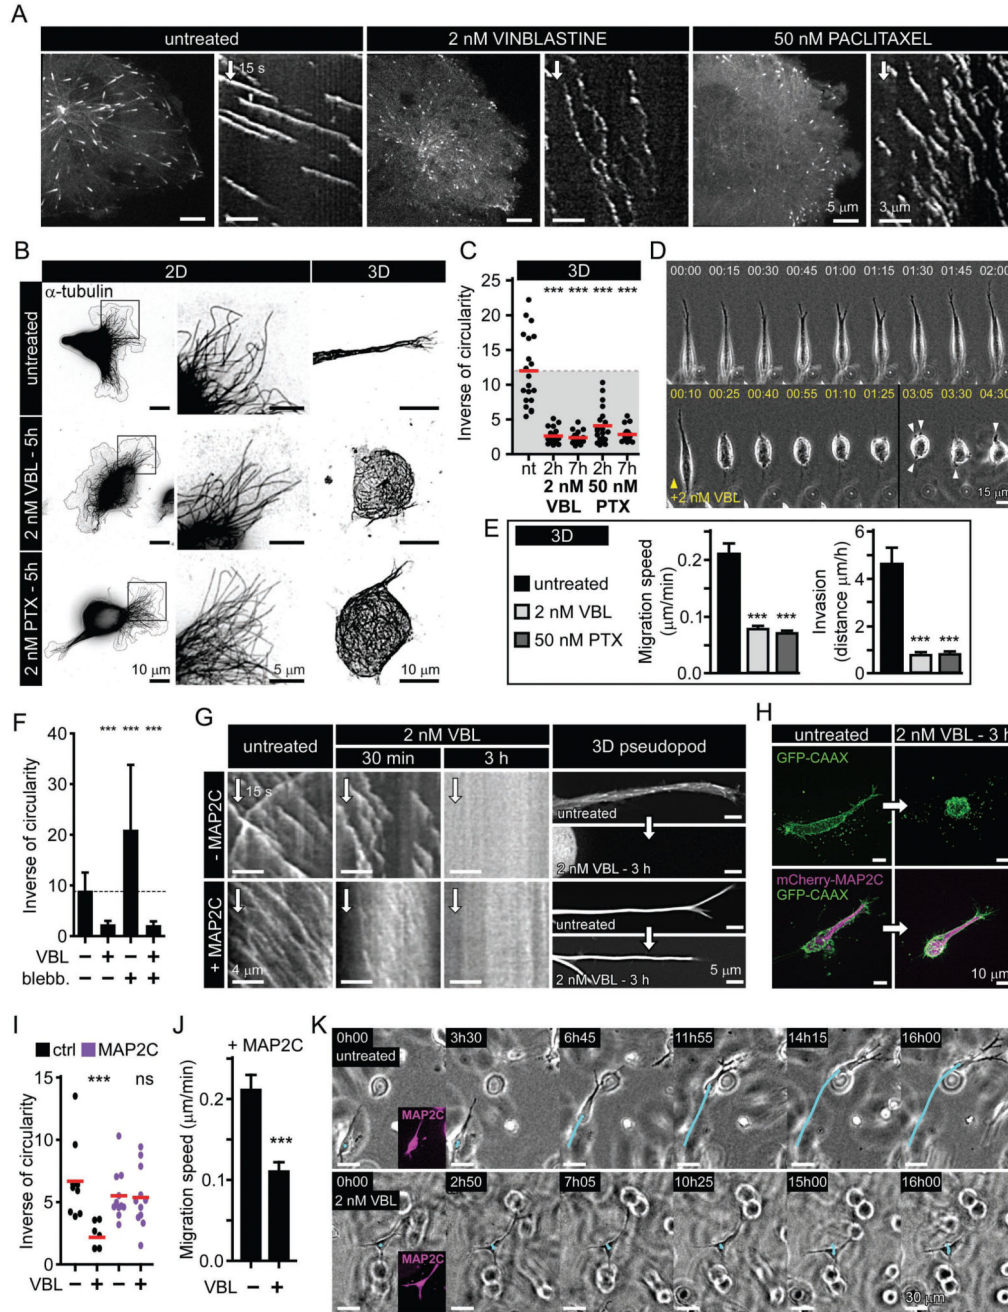 A
untreated
2 nM VINBLASTINE
50 nM PACLITAXEL
15 s
5 μm
3 μm
B
2D
3D
α-tubulin
untreated
2 nM VBL - 5h
2 nM PTX - 5h
10 μm
5 μm
10 μm
C
3D
*** *** *** ***
Inverse of circularity
25
20
15
10
5
0
nt 2h 7h 2h 7h
2 nM 50 nM
VBL PTX
D
00:00 00:15 00:30 00:45 01:00 01:15 01:30 01:45 02:00
00:10 00:25 00:40 00:55 01:10 01:25 03:05 03:30 04:30
+2 nM VBL
15 μm
E
3D
untreated
2 nM VBL
50 nM PTX
Migration speed
(μm/min)
0.2
0.1
0.0
*** ***
Invasion
(distance μm/h)
6
4
2
0
*** ***
F
Inverse of circularity
40
30
20
10
0
*** *** ***
VBL – + – +
blebb. – – + +
G
untreated
2 nM VBL
30 min
3 h
3D pseudopod
- MAP2C
15 s
untreated
2 nM VBL - 3 h
+ MAP2C
4 μm
untreated
2 nM VBL - 3 h
5 μm
H
untreated
2 nM VBL - 3 h
GFP-CAAX
mCherry-MAP2C
GFP-CAAX
10 μm
I
ctrl MAP2C
Inverse of circularity
15
10
5
0
*** ns
VBL – + – +
J
+ MAP2C
Migration speed (μm/min)
0.2
0.1
0.0
***
VBL – +
K
0h00 3h30 6h45 11h55 14h15 16h00
untreated
MAP2C
0h00 2h50 7h05 10h25 15h00 16h00
2 nM VBL
MAP2C
30 μm